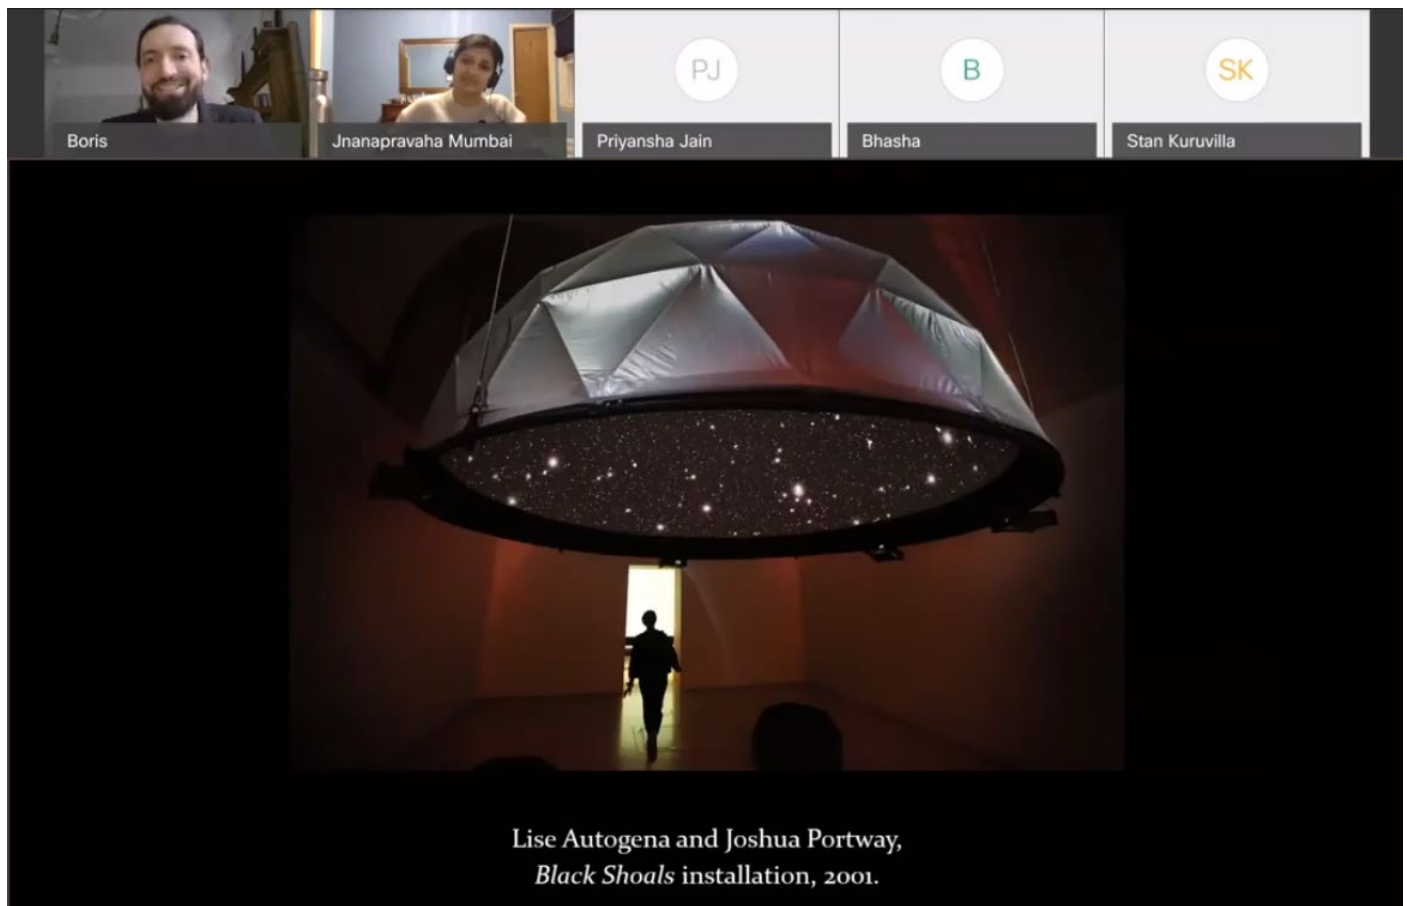 Boris
Jnanapravaha Mumbai
PJ
Priyansha Jain
B
Bhasha
SK
Stan Kuruvilla
Lise Autogena and Joshua Portway,
Black Shoals installation, 2001.